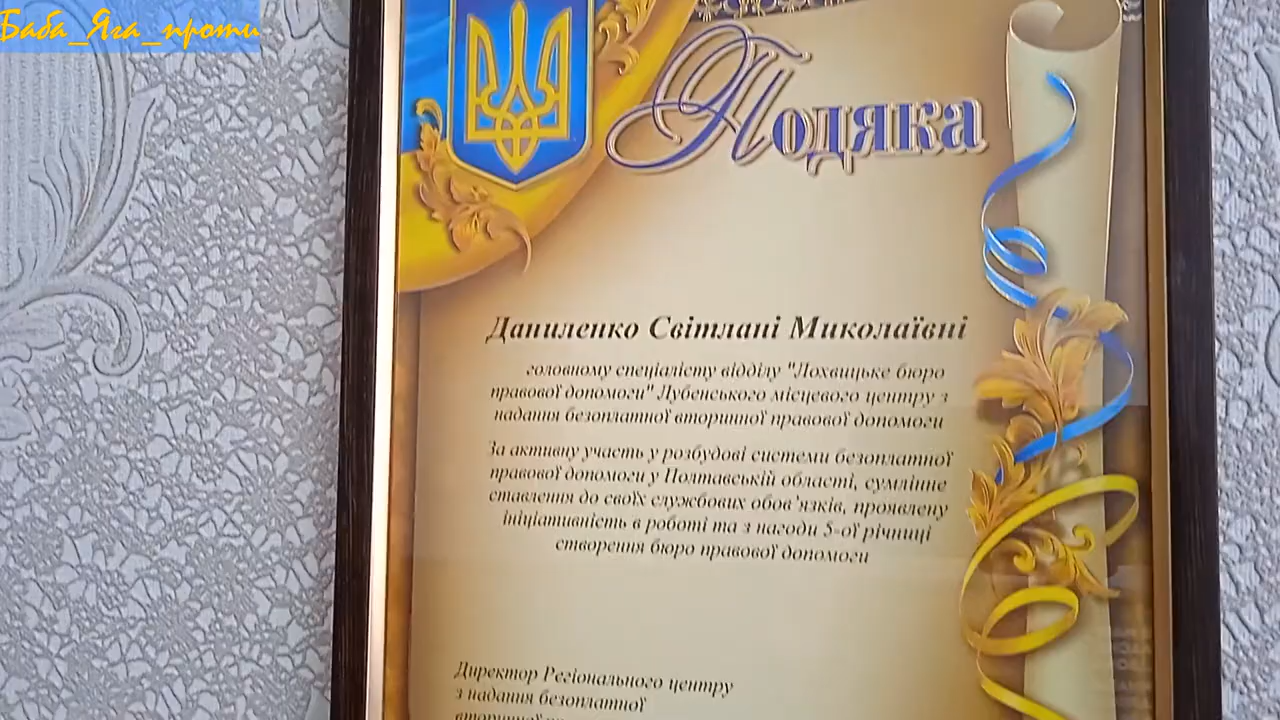 Баба_Яга_проти
Подяка
Даниленко Світлані Миколаївні
головному спеціалісту відділу "Лохвицьке бюро
правової допомоги" Лубенського місцевого центру з
надання безоплатної вторинної правової допомоги
За активну участь у розбудові системи безоплатної
правової допомоги у Полтавській області, сумлінне
ставлення до своїх службових обов’язків, проявлену
ініціативність в роботі та з нагоди 5-ої річниці
створення бюро правової допомоги
Директор Регіонального центру
з надання безоплатної